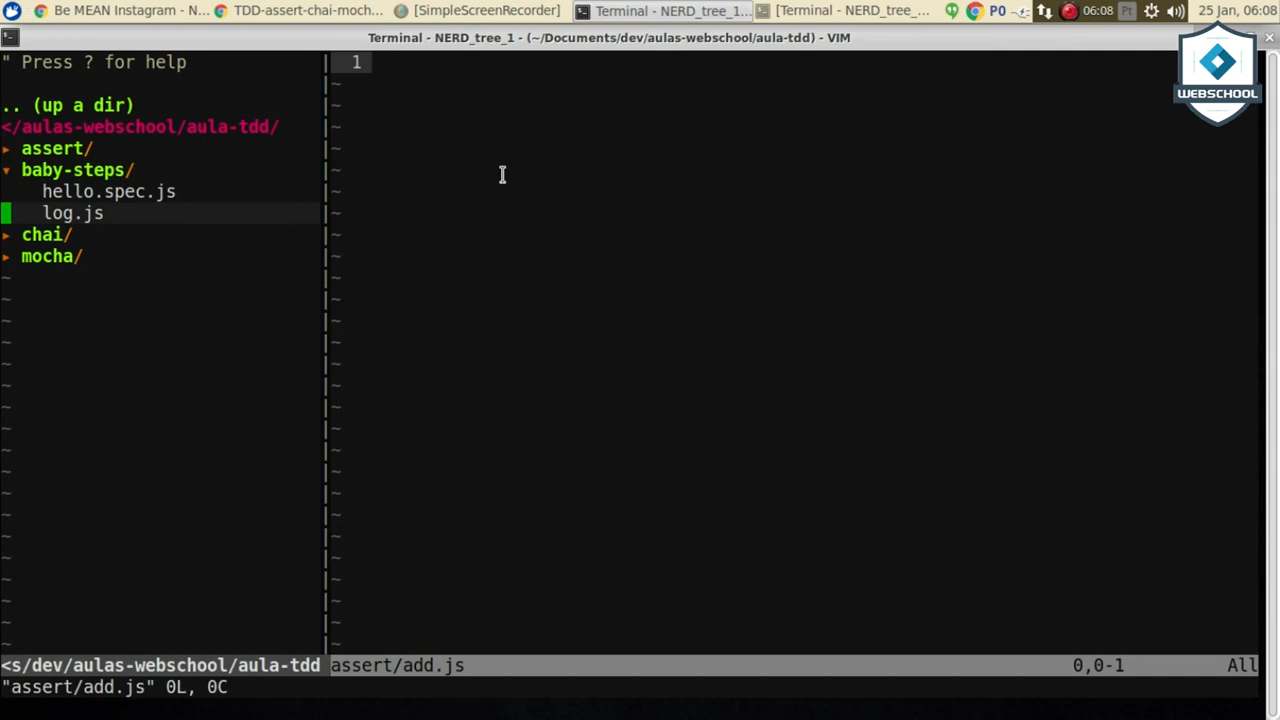 Be MEAN Instagram - N... TDD-assert-chai-moch... [SimpleScreenRecorder] Terminal - NERD_tree_1... [Terminal - NERD_tree_... P0 06:08 Pt 25 Jan, 06:08
Terminal - NERD_tree_1 - (~/Documents/dev/aulas-webschool/aula-tdd) - VIM
WEBSCHOOL
" Press ? for help
1
.. (up a dir)
</aulas-webschool/aula-tdd/
▸ assert/
▾ baby-steps/
hello.spec.js
log.js
▸ chai/
▸ mocha/
<s/dev/aulas-webschool/aula-tdd assert/add.js 0,0-1 All
"assert/add.js" 0L, 0C